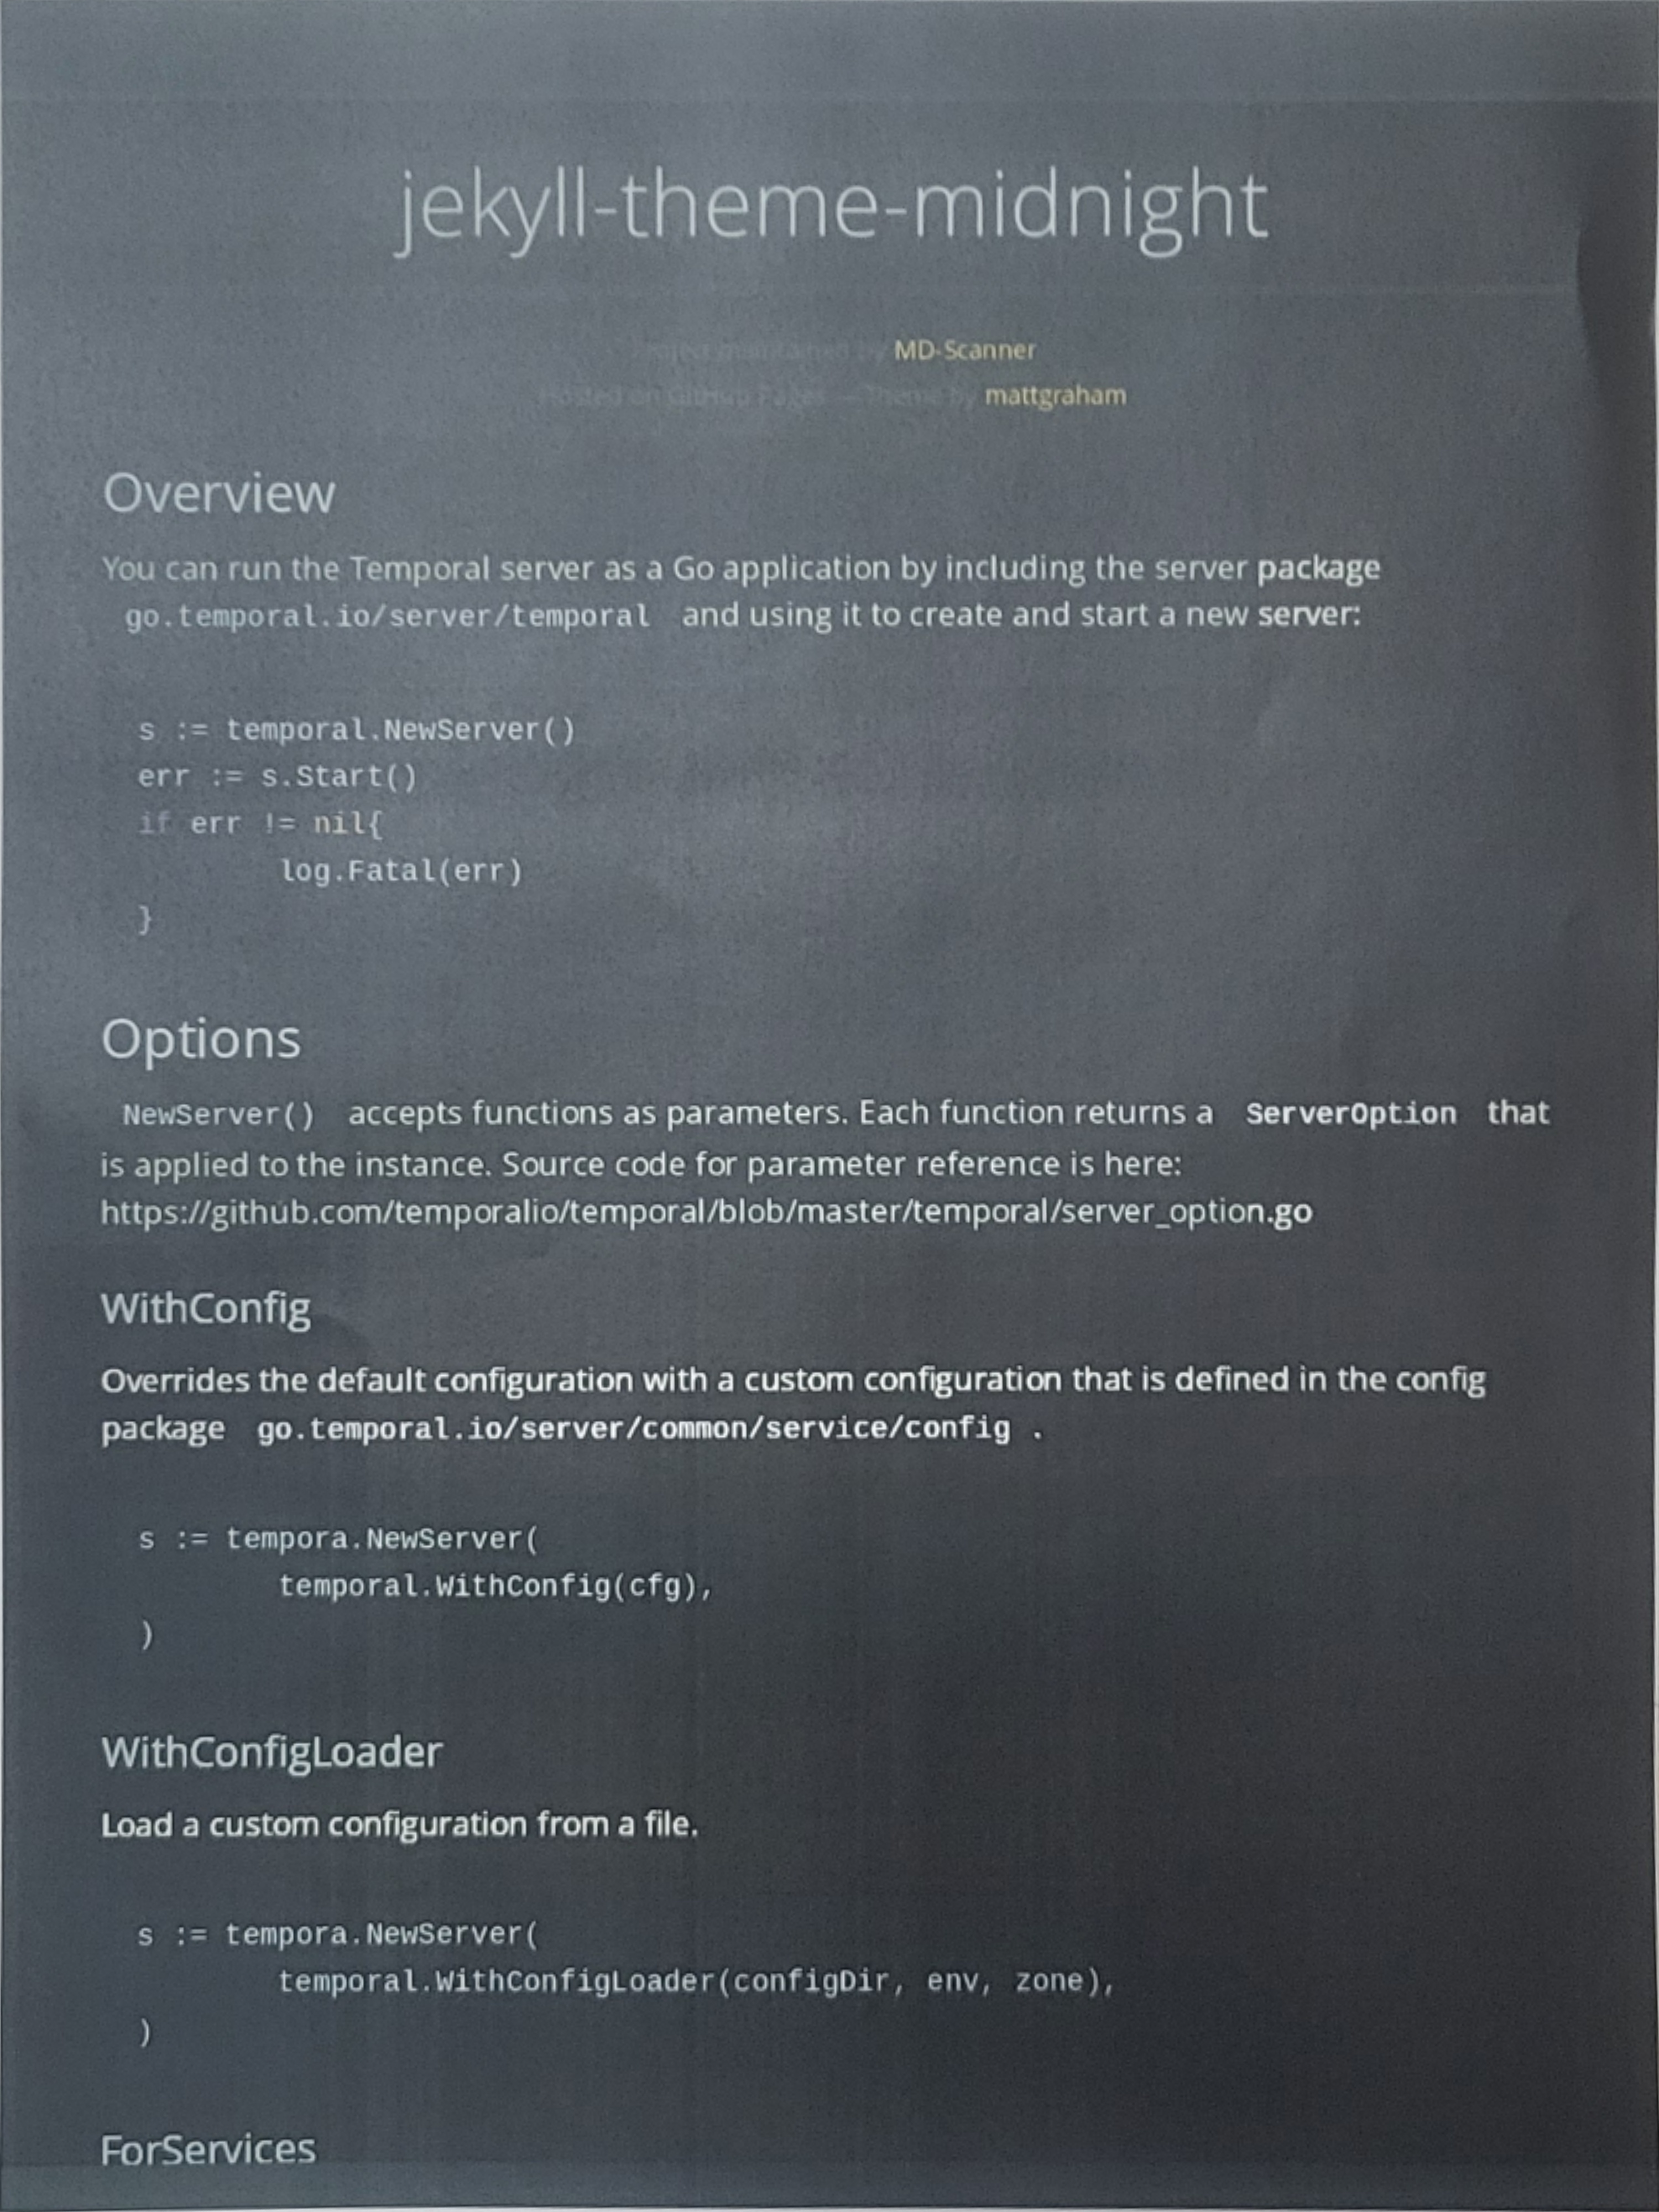 jekyll-theme-midnight
Project maintained by MD-Scanner
Hosted on GitHub Pages — Theme by mattgraham
Overview
You can run the Temporal server as a Go application by including the server package
go.temporal.io/server/temporal and using it to create and start a new server:
s := temporal.NewServer()
err := s.Start()
if err != nil{
log.Fatal(err)
}
Options
NewServer() accepts functions as parameters. Each function returns a ServerOption that
is applied to the instance. Source code for parameter reference is here:
https://github.com/temporalio/temporal/blob/master/temporal/server_option.go
WithConfig
Overrides the default configuration with a custom configuration that is defined in the config
package go.temporal.io/server/common/service/config .
s := tempora.NewServer(
temporal.WithConfig(cfg),
)
WithConfigLoader
Load a custom configuration from a file.
s := tempora.NewServer(
temporal.WithConfigLoader(configDir, env, zone),
)
ForServices